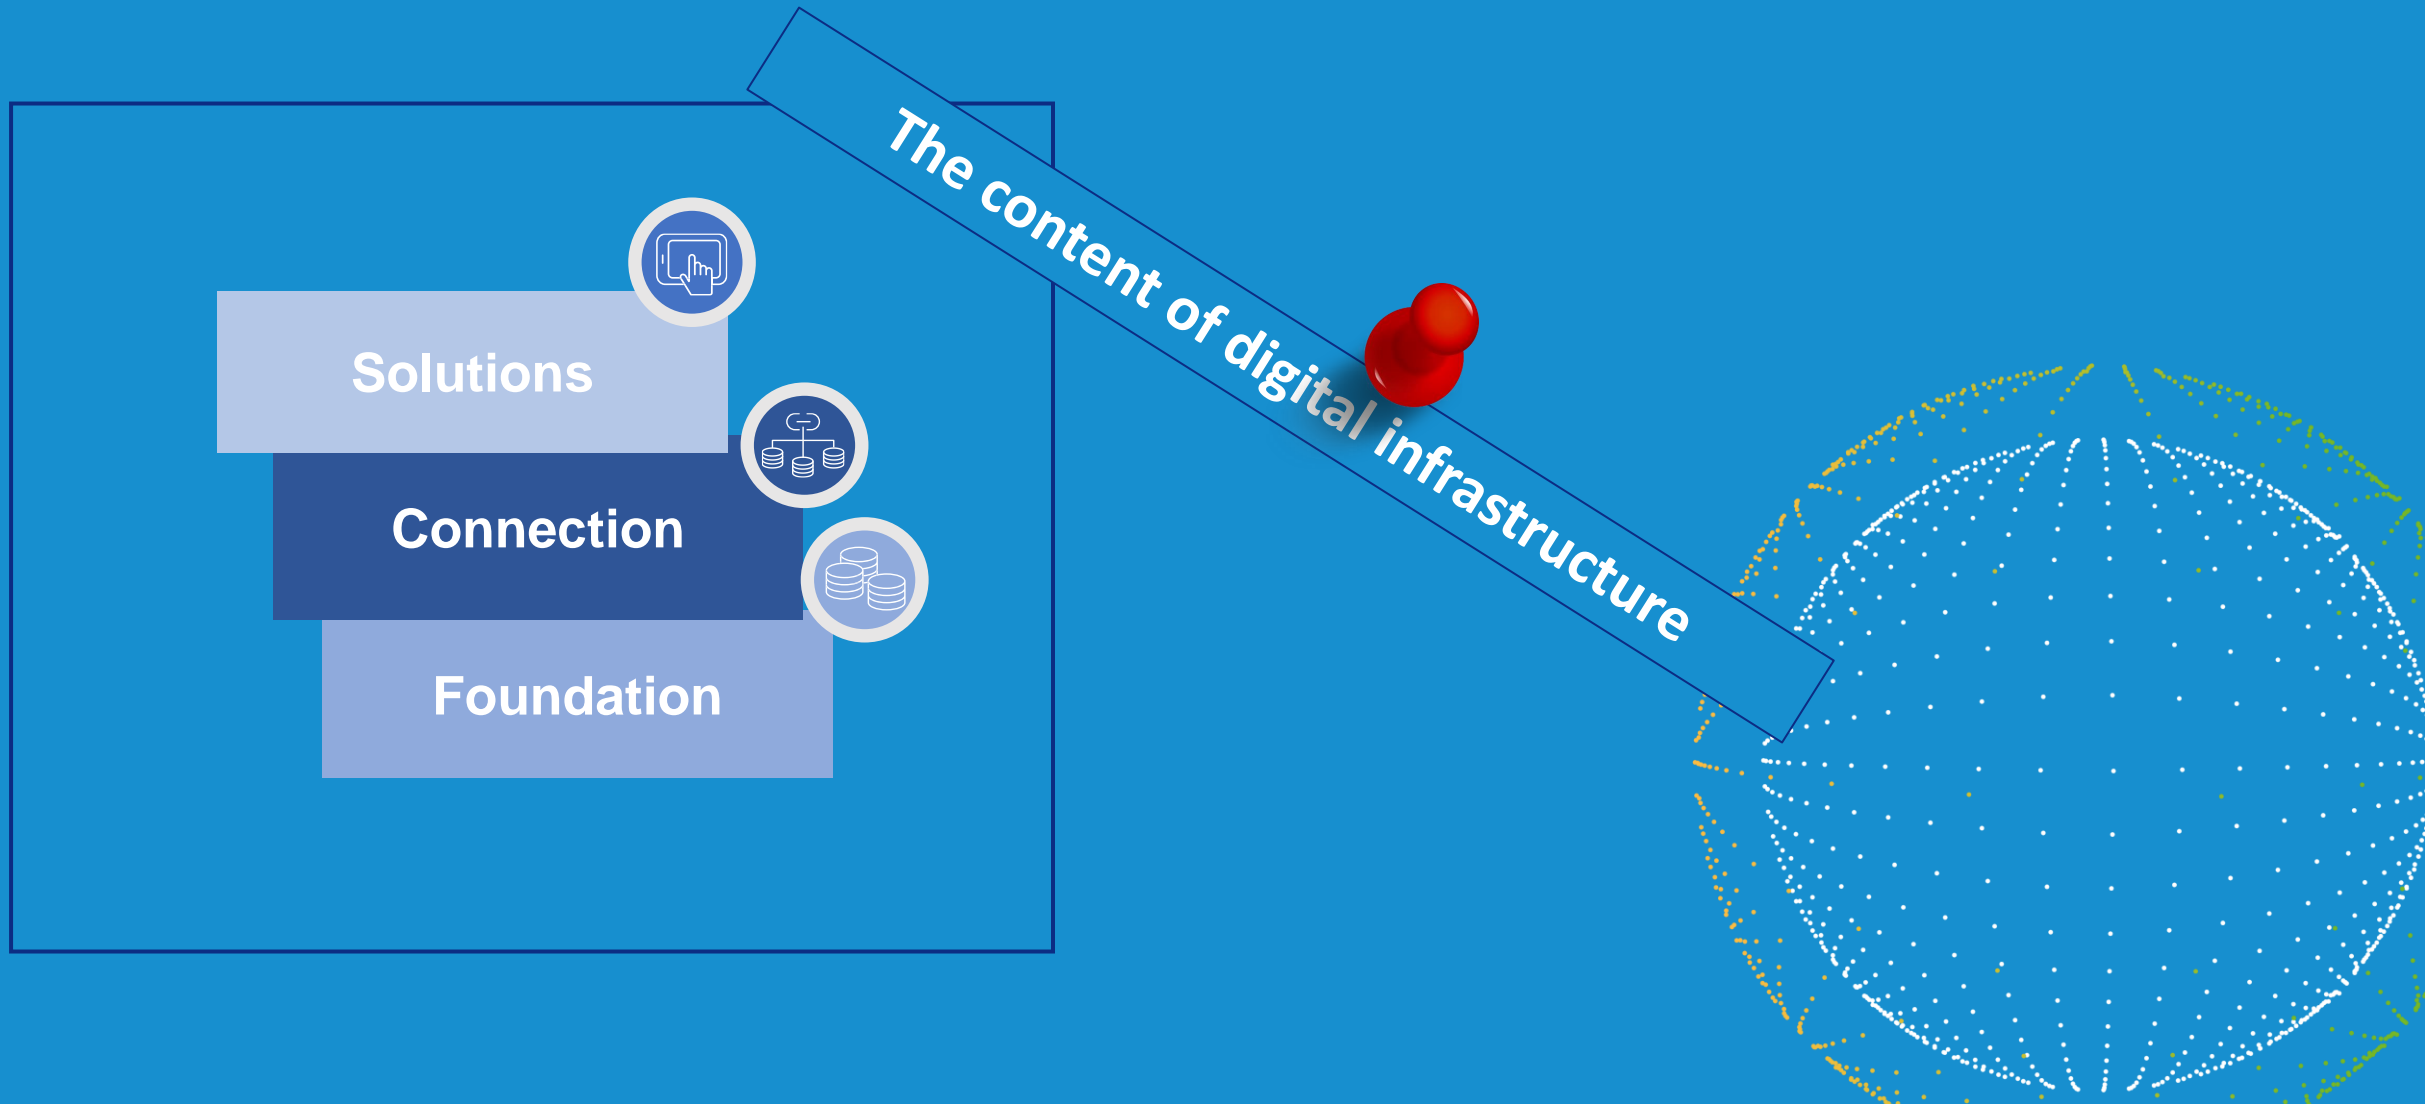 The content of digital infrastructure
Solutions
Connection
Foundation